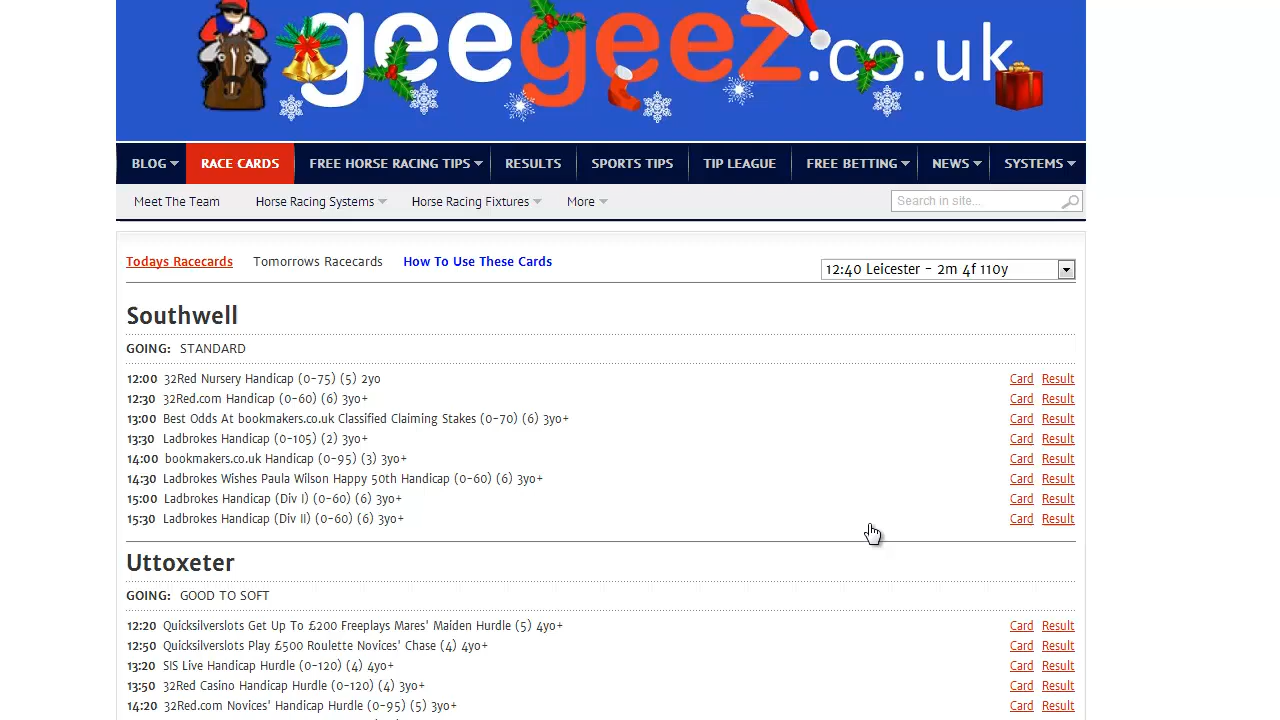 geegeez.co.uk
BLOG RACE CARDS FREE HORSE RACING TIPS RESULTS SPORTS TIPS TIP LEAGUE FREE BETTING NEWS SYSTEMS
Meet The Team Horse Racing Systems Horse Racing Fixtures More Search in site...
Todays Racecards Tomorrows Racecards How To Use These Cards 12:40 Leicester - 2m 4f 110y
Southwell
GOING: STANDARD
12:00 32Red Nursery Handicap (0-75) (5) 2yo Card Result
12:30 32Red.com Handicap (0-60) (6) 3yo+ Card Result
13:00 Best Odds At bookmakers.co.uk Classified Claiming Stakes (0-70) (6) 3yo+ Card Result
13:30 Ladbrokes Handicap (0-105) (2) 3yo+ Card Result
14:00 bookmakers.co.uk Handicap (0-95) (3) 3yo+ Card Result
14:30 Ladbrokes Wishes Paula Wilson Happy 50th Handicap (0-60) (6) 3yo+ Card Result
15:00 Ladbrokes Handicap (Div I) (0-60) (6) 3yo+ Card Result
15:30 Ladbrokes Handicap (Div II) (0-60) (6) 3yo+ Card Result
Uttoxeter
GOING: GOOD TO SOFT
12:20 Quicksilverslots Get Up To £200 Freeplays Mares' Maiden Hurdle (5) 4yo+ Card Result
12:50 Quicksilverslots Play £500 Roulette Novices' Chase (4) 4yo+ Card Result
13:20 SIS Live Handicap Hurdle (0-120) (4) 4yo+ Card Result
13:50 32Red Casino Handicap Hurdle (0-120) (4) 3yo+ Card Result
14:20 32Red.com Novices' Handicap Hurdle (0-95) (5) 3yo+ Card Result